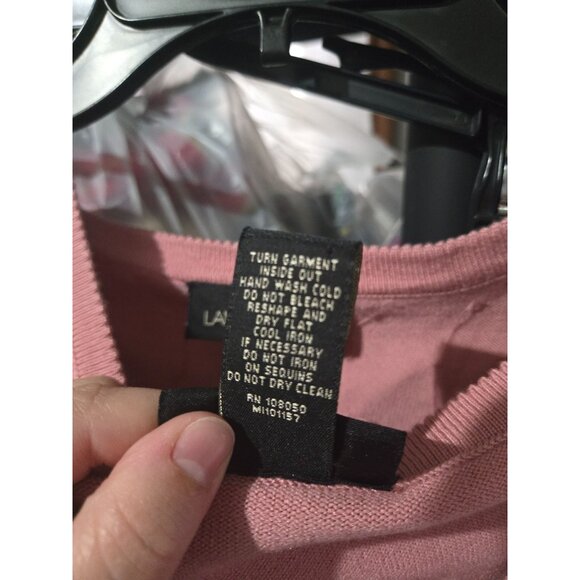 TURN GARMENT
INSIDE OUT
HAND WASH COLD
DO NOT BLEACH
RESHAPE AND
DRY FLAT
COOL IRON
IF NECESSARY
DO NOT IRON
ON SEQUINS
DO NOT DRY CLEAN
RN 108050
MI101157